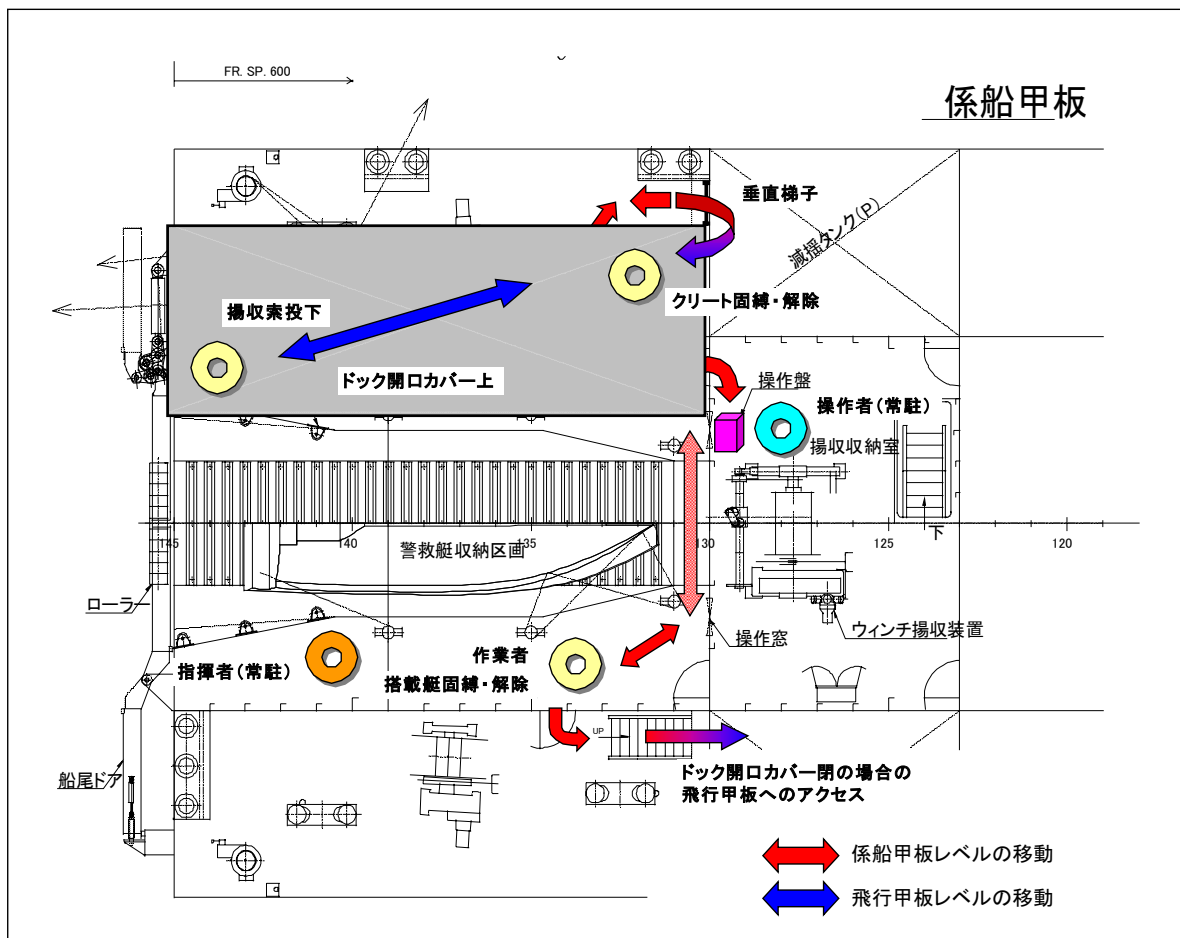 FR. SP. 600
係船甲板
垂直梯子
減揺タンク(P)
揚収索投下
クリート固縛・解除
ドック開口カバー上
操作盤
操作者(常駐)
揚収収納室
145
140
135
130
125
120
警救艇収納区画
下
ローラー
操作窓
ウィンチ揚収装置
作業者
搭載艇固縛・解除
指揮者(常駐)
UP
船尾ドア
ドック開口カバー閉の場合の
飛行甲板へのアクセス
係船甲板レベルの移動
飛行甲板レベルの移動